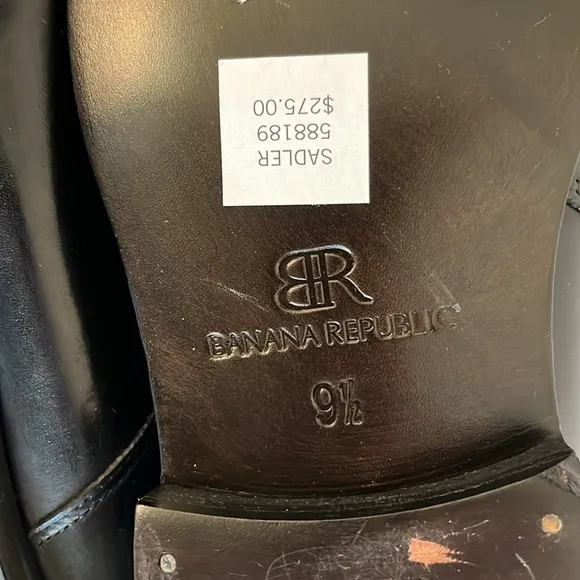 SADLER
588189
$275.00
BR
BANANA REPUBLIC
9½